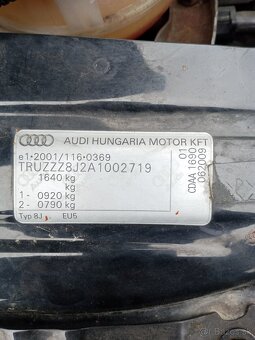 AUDI HUNGARIA MOTOR KFT
e1*2001/116*0369
TRUZZZ8J2A1002719
1640 kg
kg
1- 0920 kg
2- 0790 kg
Typ 8J EU5
01
CDAA 1690
062009